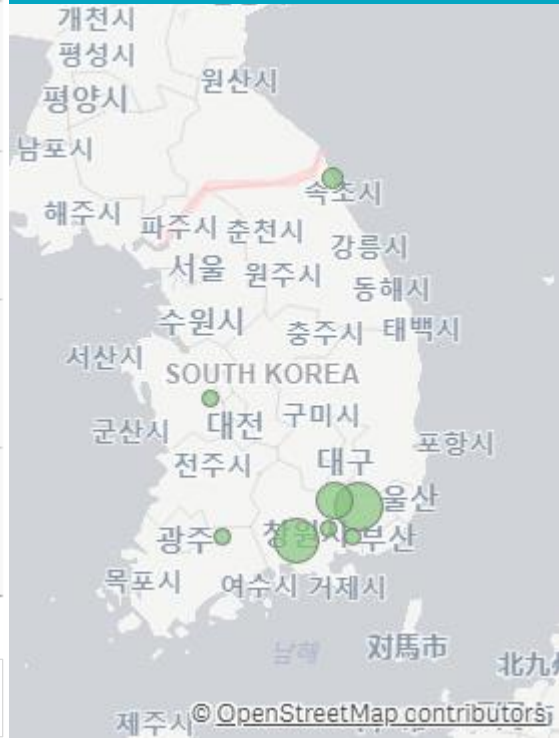 개천시
평성시
원산시
평양시
남포시
속초시
해주시
파주시 춘천시
강릉시
서울 원주시
동해시
수원시
충주시 태백시
서산시
SOUTH KOREA
대전 구미시
군산시
포항시
전주시 대구
울산
광주 창원시 부산
목포시 여수시 거제시
남해 対馬市
北九
제주시 © OpenStreetMap contributors